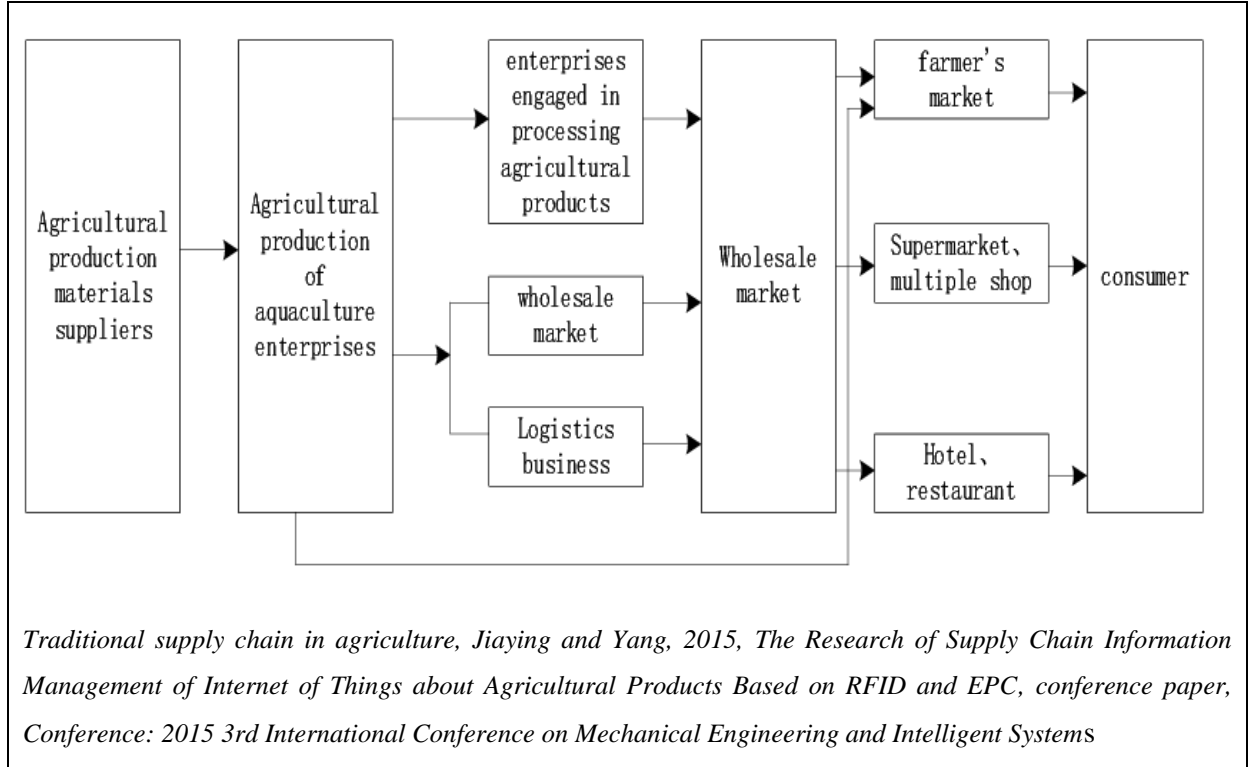 Agricultural
production
materials
suppliers
Agricultural
production
of
aquaculture
enterprises
enterprises
engaged in
processing
agricultural
products
wholesale
market
Logistics
business
Wholesale
market
farmer's
market
Supermarket、
multiple shop
Hotel、
restaurant
consumer
Traditional supply chain in agriculture, Jiaying and Yang, 2015, The Research of Supply Chain Information
Management of Internet of Things about Agricultural Products Based on RFID and EPC, conference paper,
Conference: 2015 3rd International Conference on Mechanical Engineering and Intelligent Systems